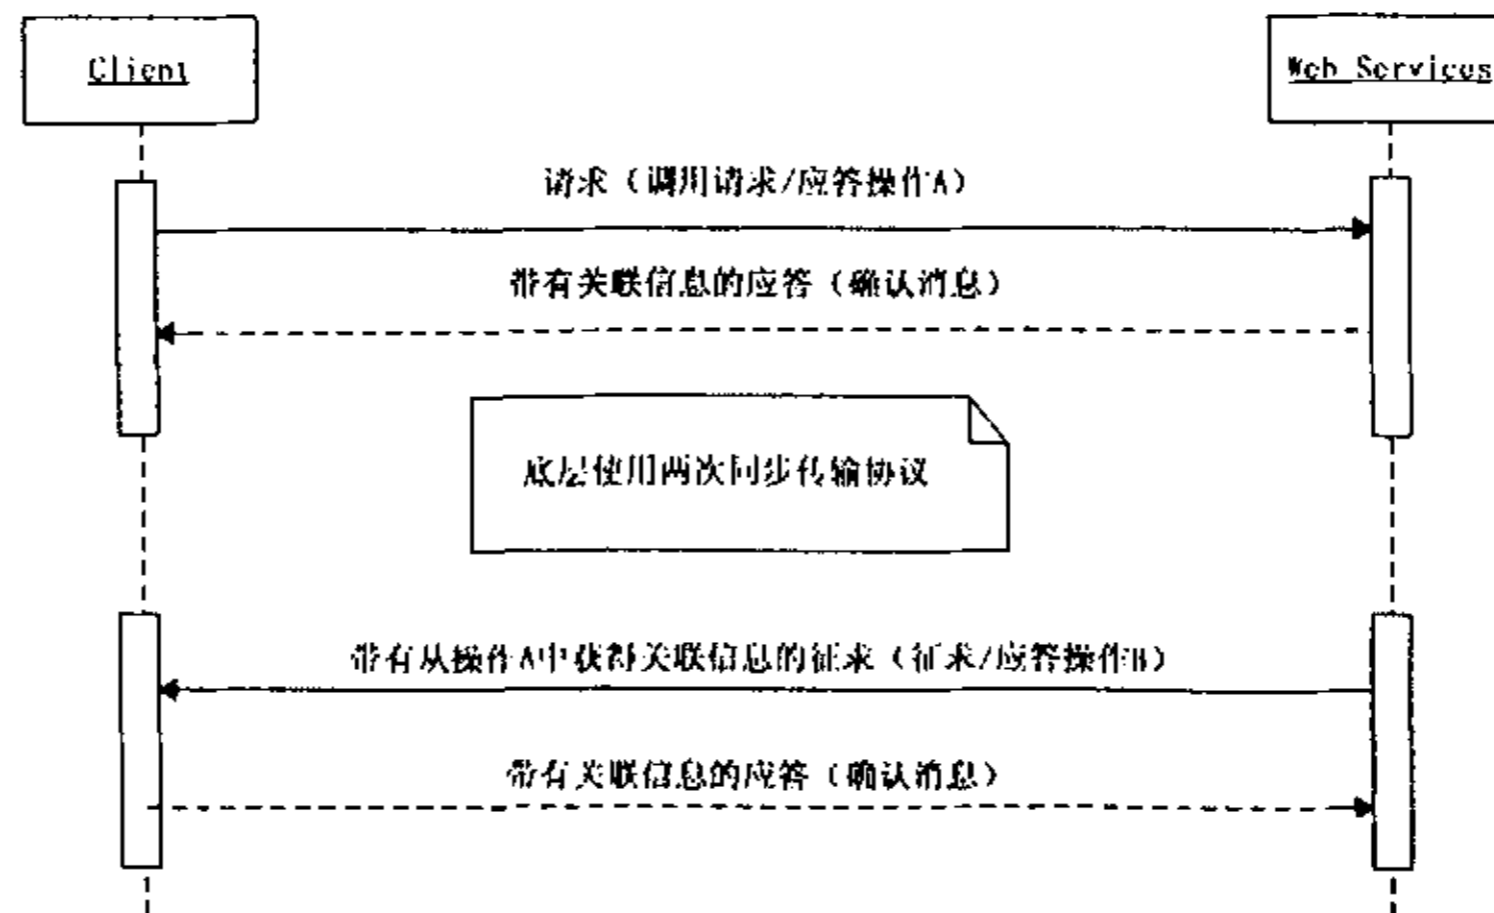 Client
Web Services
请求（调用请求/应答操作A）
带有关联信息的应答（确认消息）
底层使用两次同步传输协议
带有从操作A中获得关联信息的征求（征求/应答操作B）
带有关联信息的应答（确认消息）